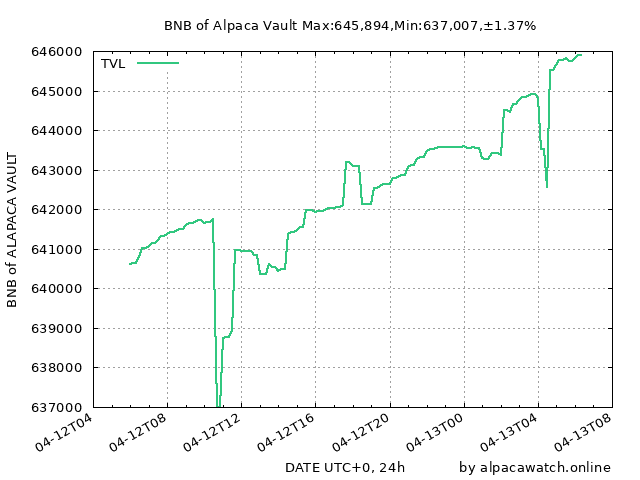 BNB of Alpaca Vault Max:645,894,Min:637,007,±1.37%
TVL
646000
645000
644000
643000
642000
641000
640000
639000
638000
637000
BNB of ALAPACA VAULT
04-12T04
04-12T08
04-12T12
04-12T16
04-12T20
04-13T00
04-13T04
04-13T08
DATE UTC+0, 24h
by alpacawatch.online